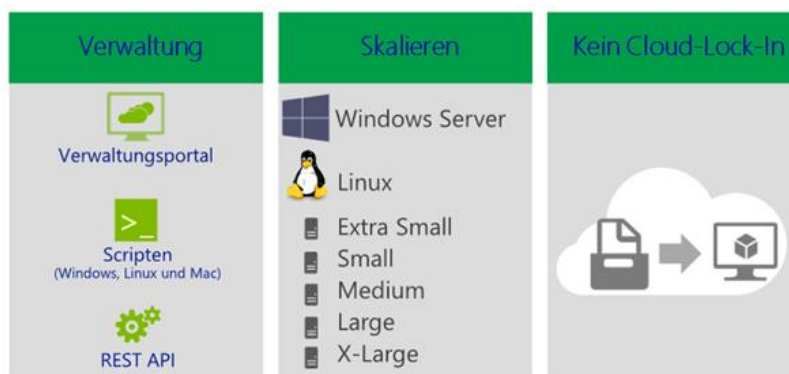 Verwaltung
Verwaltungsportal
>_
Scripten
(Windows, Linux und Mac)
REST API
Skalieren
Windows Server
Linux
Extra Small
Small
Medium
Large
X-Large
Kein Cloud-Lock-In